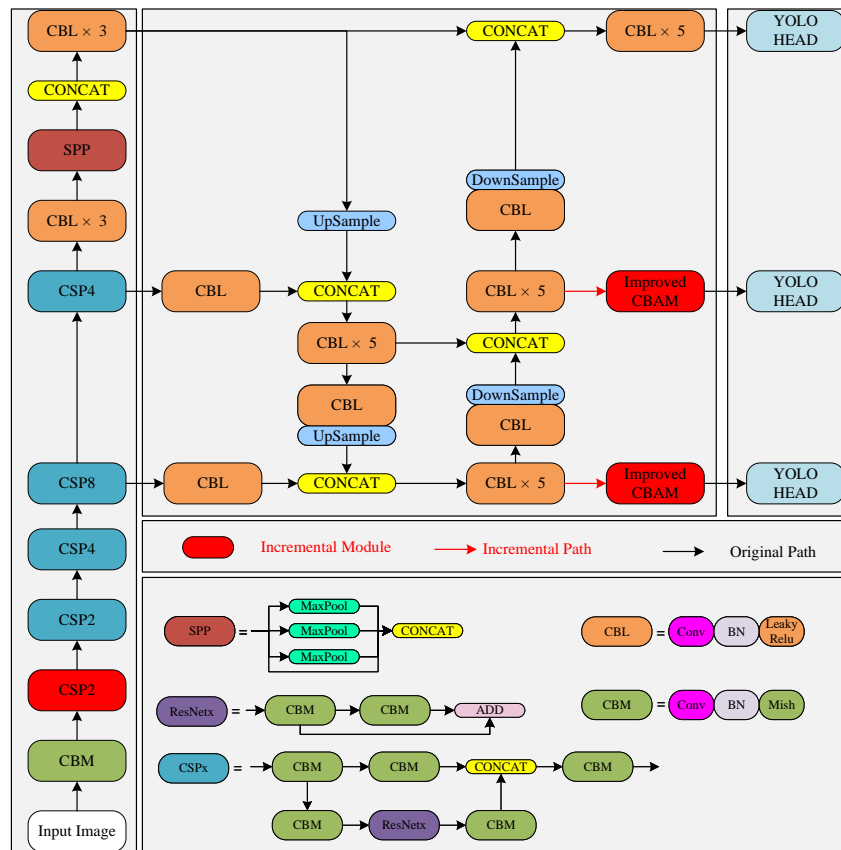 CBL × 3
CONCAT
SPP
CBL × 3
CSP4
CSP8
CSP4
CSP2
CSP2
CBM
Input Image
CONCAT
CBL × 5
DownSample
CBL
UpSample
CBL
CONCAT
CBL × 5
Improved
CBAM
CBL × 5
CONCAT
CBL
UpSample
DownSample
CBL
CBL
CONCAT
CBL × 5
Improved
CBAM
YOLO
HEAD
YOLO
HEAD
YOLO
HEAD
Incremental Module
Incremental Path
Original Path
SPP
=
MaxPool
MaxPool
MaxPool
CONCAT
CBL
=
Conv
BN
Leaky
Relu
ResNetx
=
CBM
CBM
ADD
CBM
=
Conv
BN
Mish
CSPx
=
CBM
CBM
CONCAT
CBM
CBM
ResNetx
CBM